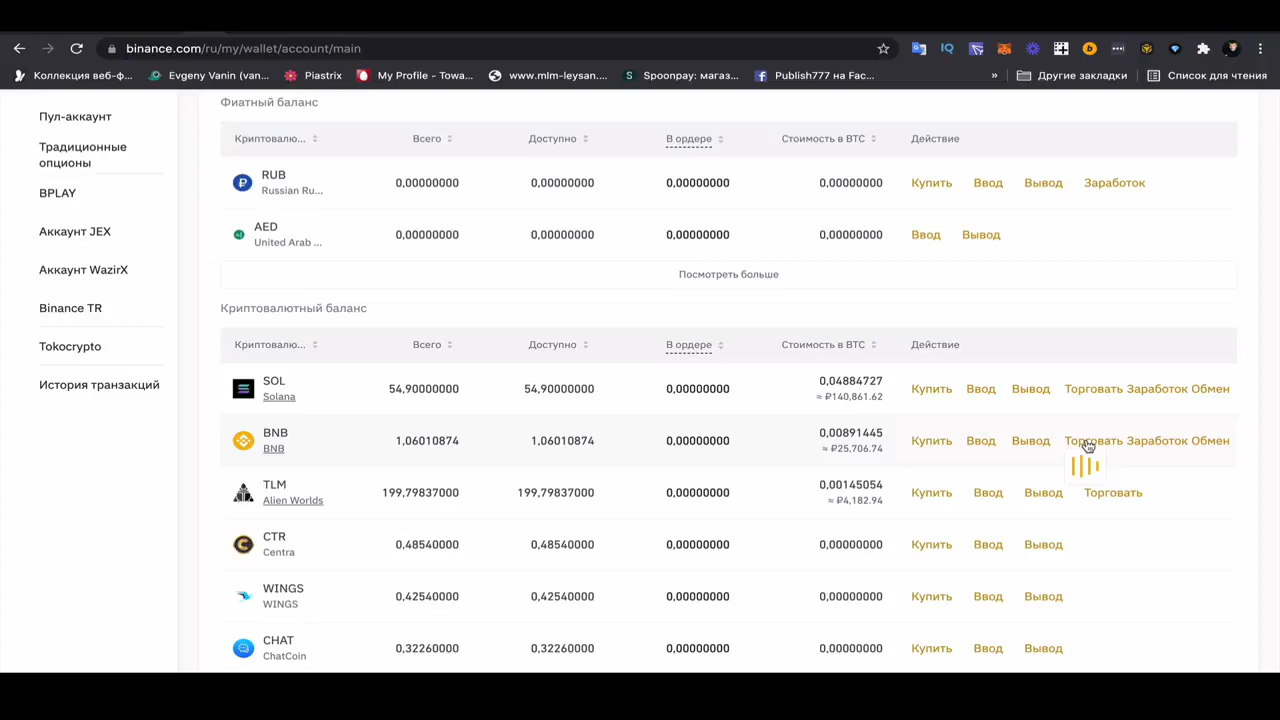 binance.com/ru/my/wallet/account/main
Коллекция веб-ф... Evgeny Vanin (van... Piastrix My Profile - Towa... www.mlm-leysan.... Spoonpay: магаз... Publish777 на Fac... » Другие закладки Список для чтения
Пул-аккаунт
Традиционные
опционы
BPLAY
Аккаунт JEX
Аккаунт WazirX
Binance TR
Tokocrypto
История транзакций
Фиатный баланс
Криптовалю... Всего Доступно В ордере Стоимость в BTC Действие
RUB
Russian Ru...
0,00000000 0,00000000 0,00000000 0,00000000 Купить Ввод Вывод Заработок
AED
United Arab ...
0,00000000 0,00000000 0,00000000 0,00000000 Ввод Вывод
Посмотреть больше
Криптовалютный баланс
Криптовалю... Всего Доступно В ордере Стоимость в BTC Действие
SOL
Solana
54,90000000 54,90000000 0,00000000 0,04884727
≈ ₽140,861.62
Купить Ввод Вывод Торговать Заработок Обмен
BNB
BNB
1,06010874 1,06010874 0,00000000 0,00891445
≈ ₽25,706.74
Купить Ввод Вывод Торговать Заработок Обмен
TLM
Alien Worlds
199,79837000 199,79837000 0,00000000 0,00145054
≈ ₽4,182.94
Купить Ввод Вывод Торговать
CTR
Centra
0,48540000 0,48540000 0,00000000 0,00000000 Купить Ввод Вывод
WINGS
WINGS
0,42540000 0,42540000 0,00000000 0,00000000 Купить Ввод Вывод
CHAT
ChatCoin
0,32260000 0,32260000 0,00000000 0,00000000 Купить Ввод Вывод